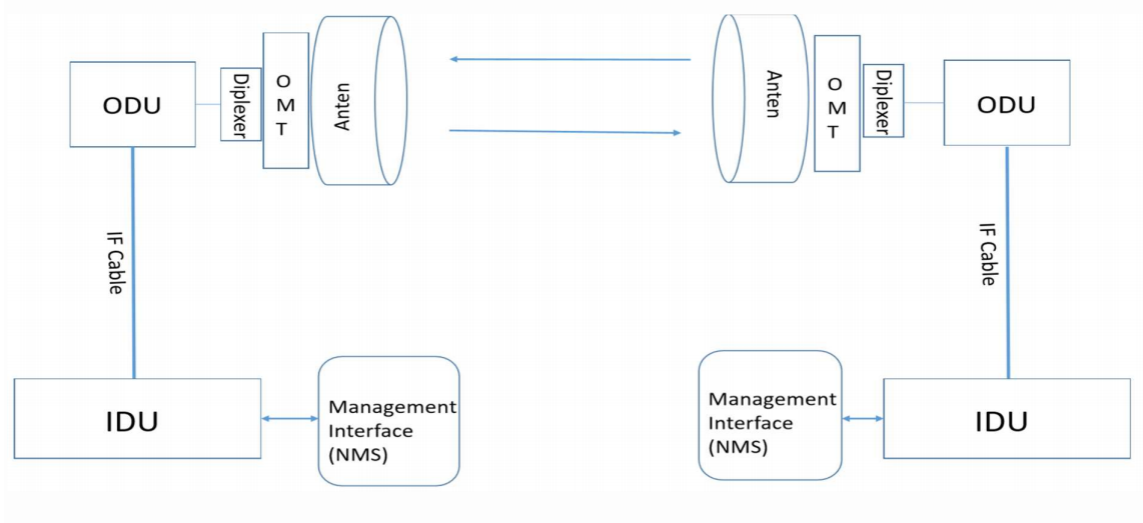 ODU
Diplexer
O
M
T
Anten
Anten
O
M
T
Diplexer
ODU
IF Cable
IF Cable
IDU
Management
Interface
(NMS)
Management
Interface
(NMS)
IDU